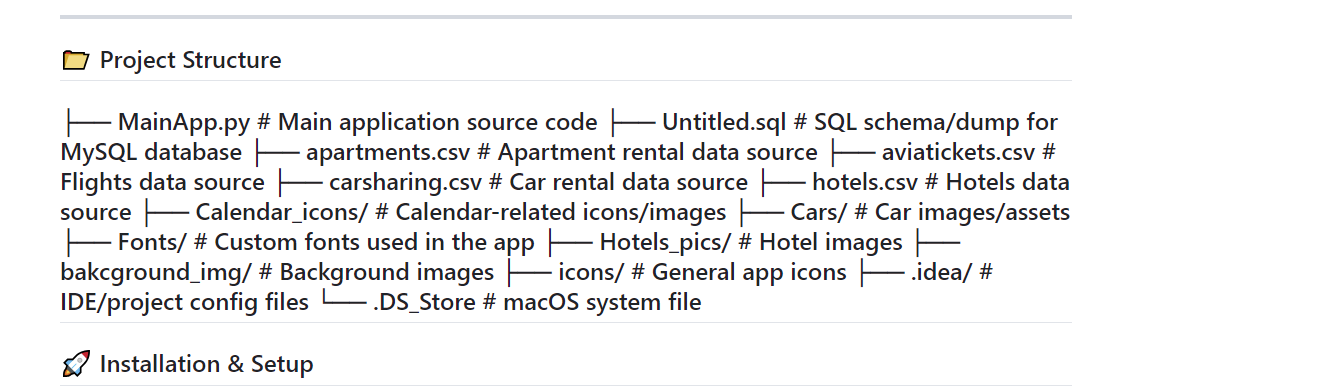 📂 Project Structure
├── MainApp.py # Main application source code ├── Untitled.sql # SQL schema/dump for
MySQL database ├── apartments.csv # Apartment rental data source ├── aviatickets.csv #
Flights data source ├── carsharing.csv # Car rental data source ├── hotels.csv # Hotels data
source ├── Calendar_icons/ # Calendar-related icons/images ├── Cars/ # Car images/assets
├── Fonts/ # Custom fonts used in the app ├── Hotels_pics/ # Hotel images ├──
bakcground_img/ # Background images ├── icons/ # General app icons ├── .idea/ #
IDE/project config files └── .DS_Store # macOS system file
🚀 Installation & Setup